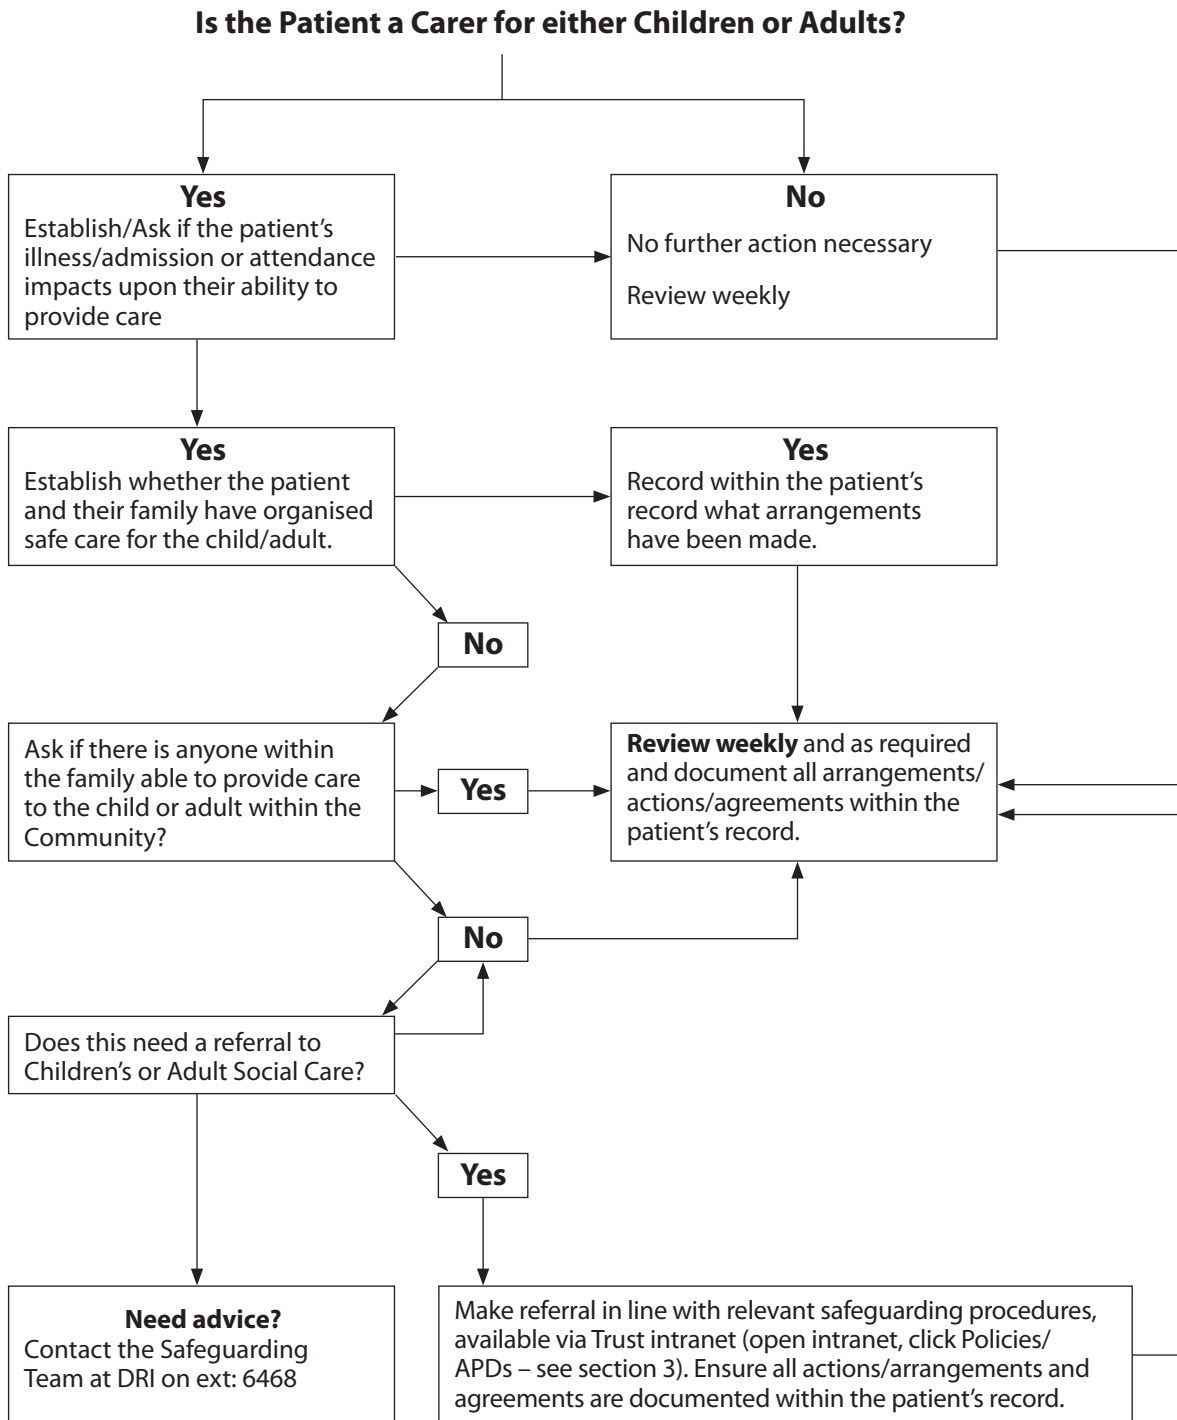 Is the Patient a Carer for either Children or Adults?
Yes
Establish/Ask if the patient’s
illness/admission or attendance
impacts upon their ability to
provide care
No
No further action necessary
Review weekly
Yes
Establish whether the patient
and their family have organised
safe care for the child/adult.
Yes
Record within the patient’s
record what arrangements
have been made.
No
Ask if there is anyone within
the family able to provide care
to the child or adult within the
Community?
Yes
Review weekly and as required
and document all arrangements/
actions/agreements within the
patient’s record.
No
Does this need a referral to
Children’s or Adult Social Care?
Yes
Need advice?
Contact the Safeguarding
Team at DRI on ext: 6468
Make referral in line with relevant safeguarding procedures,
available via Trust intranet (open intranet, click Policies/
APDs – see section 3). Ensure all actions/arrangements and
agreements are documented within the patient’s record.